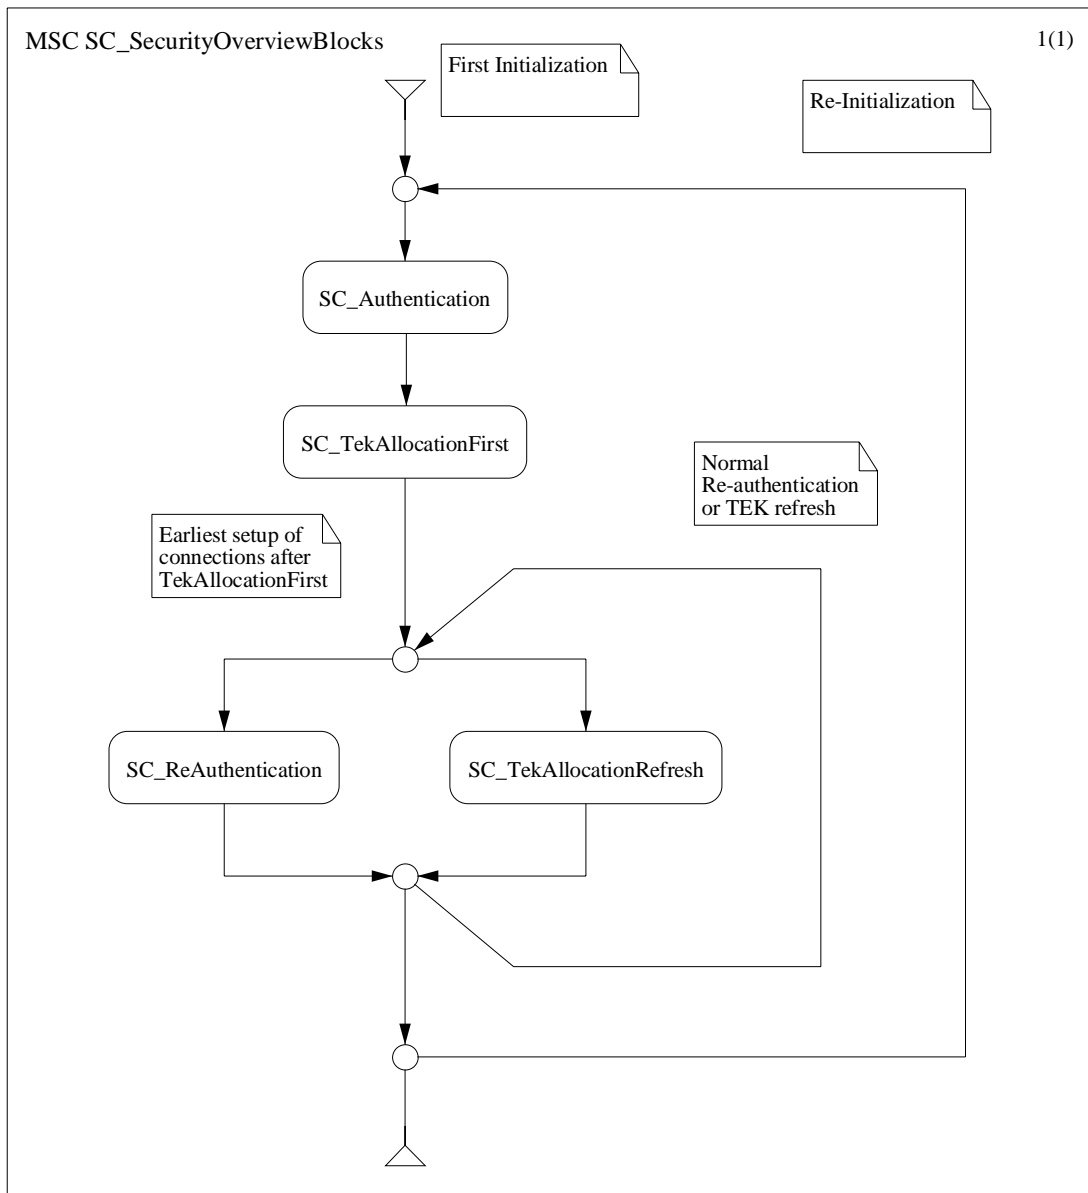 MSC SC_SecurityOverviewBlocks
1(1)
First Initialization
Re-Initialization
SC_Authentication
SC_TekAllocationFirst
Normal
Re-authentication
or TEK refresh
Earliest setup of
connections after
TekAllocationFirst
SC_ReAuthentication
SC_TekAllocationRefresh